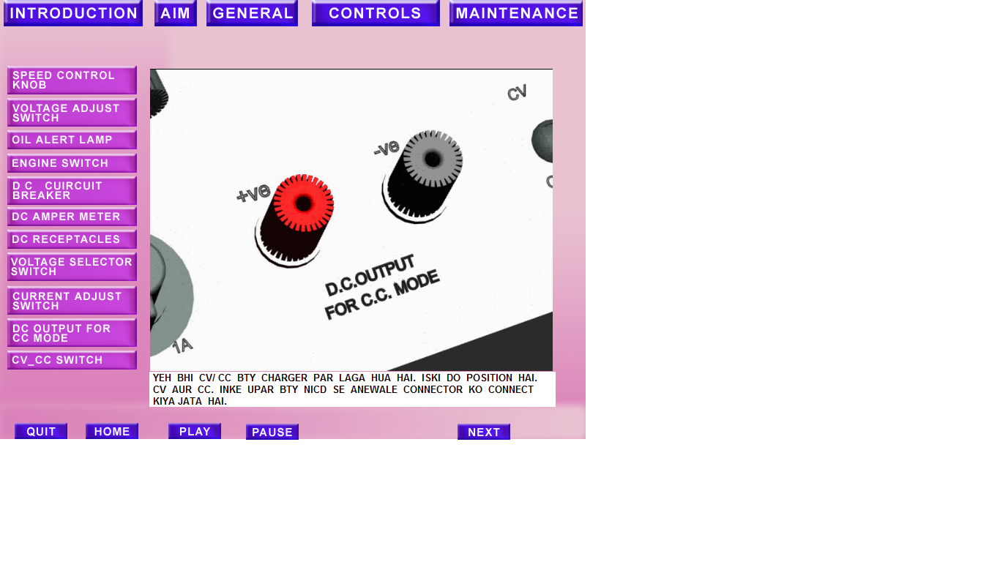 INTRODUCTION AIM GENERAL CONTROLS MAINTENANCE
SPEED CONTROL
KNOB
VOLTAGE ADJUST
SWITCH
OIL ALERT LAMP
ENGINE SWITCH
D C CUIRCUIT
BREAKER
DC AMPER METER
DC RECEPTACLES
VOLTAGE SELECTOR
SWITCH
CURRENT ADJUST
SWITCH
DC OUTPUT FOR
CC MODE
CV_CC SWITCH
CV
-ve
+ve
D.C.OUTPUT
FOR C.C. MODE
1A
YEH BHI CV/ CC BTY CHARGER PAR LAGA HUA HAI. ISKI DO POSITION HAI.
CV AUR CC. INKE UPAR BTY NICD SE ANEWALE CONNECTOR KO CONNECT
KIYA JATA HAI.
QUIT HOME PLAY PAUSE NEXT